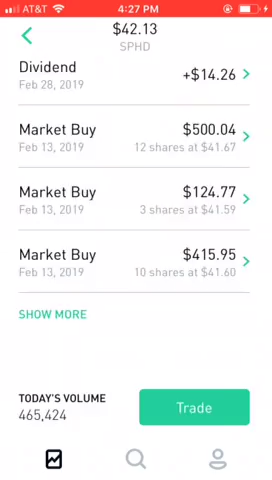 AT&T 4:27 PM
$42.13
SPHD
Dividend +$14.26
Feb 28, 2019
Market Buy $500.04
Feb 13, 2019 12 shares at $41.67
Market Buy $124.77
Feb 13, 2019 3 shares at $41.59
Market Buy $415.95
Feb 13, 2019 10 shares at $41.60
SHOW MORE
TODAY'S VOLUME
465,424
Trade